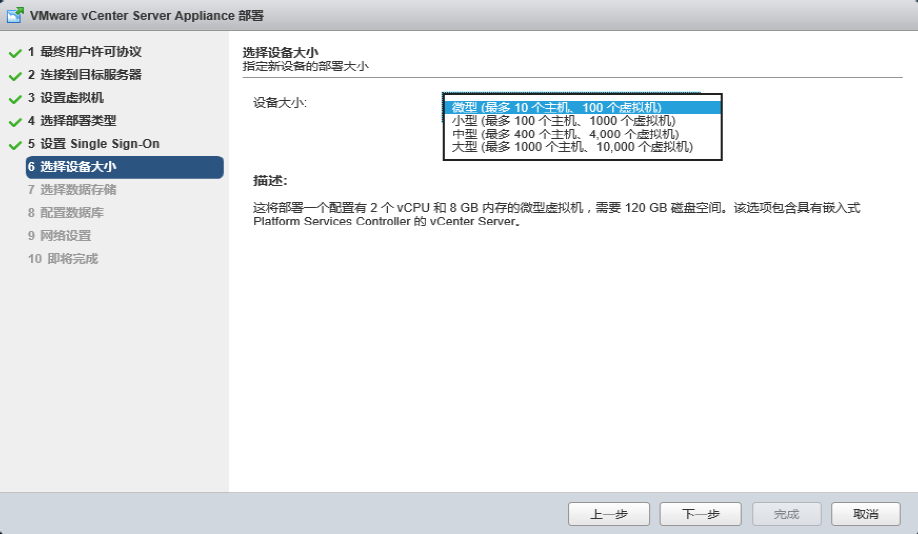 VMware vCenter Server Appliance 部署
1 最终用户许可协议
2 连接到目标服务器
3 设置虚拟机
4 选择部署类型
5 设置 Single Sign-On
6 选择设备大小
7 选择数据存储
8 配置数据库
9 网络设置
10 即将完成
选择设备大小
指定新设备的部署大小
设备大小:
微型 (最多 10 个主机、100 个虚拟机)
小型 (最多 100 个主机、1000 个虚拟机)
中型 (最多 400 个主机、4,000 个虚拟机)
大型 (最多 1000 个主机、10,000 个虚拟机)
描述:
这将部署一个配置有 2 个 vCPU 和 8 GB 内存的微型虚拟机，需要 120 GB 磁盘空间。该选项包含具有嵌入式
Platform Services Controller 的 vCenter Server。
上一步
下一步
完成
取消